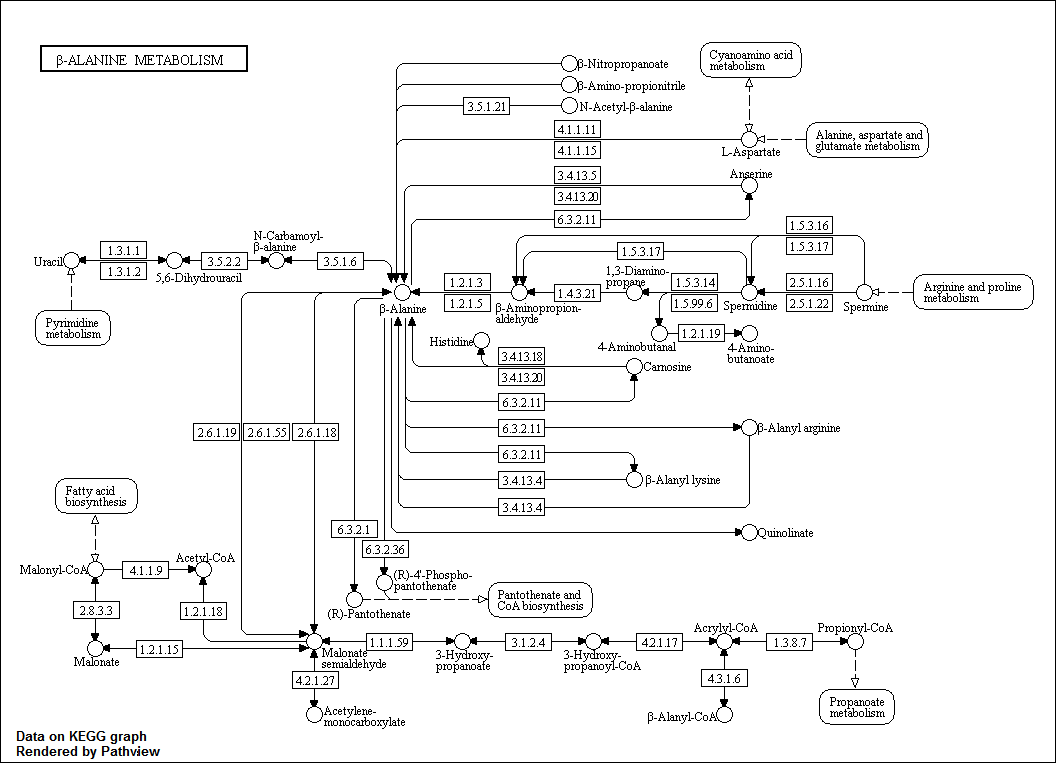 β-ALANINE METABOLISM
β-Nitropropanoate
β-Amino-propionitrile
3.5.1.21
N-Acetyl-β-alanine
Cyanoamino acid
metabolism
4.1.1.11
4.1.1.15
L-Aspartate
Alanine, aspartate and
glutamate metabolism
3.4.13.5
3.4.13.20
Anserine
6.3.2.11
1.5.3.16
1.5.3.17
1.5.3.17
Uracil
1.3.1.1
1.3.1.2
5,6-Dihydrouracil
3.5.2.2
N-Carbamoyl-
β-alanine
3.5.1.6
β-Alanine
1.2.1.3
1.2.1.5
β-Aminopropion-
aldehyde
1.4.3.21
1,3-Diamino-
propane
1.5.3.14
1.5.99.6
Spermidine
2.5.1.16
2.5.1.22
Spermine
Arginine and proline
metabolism
Pyrimidine
metabolism
4-Aminobutanal
1.2.1.19
4-Amino-
butanoate
Histidine
3.4.13.18
3.4.13.20
Carnosine
6.3.2.11
6.3.2.11
β-Alanyl arginine
2.6.1.19
2.6.1.55
2.6.1.18
6.3.2.11
3.4.13.4
β-Alanyl lysine
3.4.13.4
Fatty acid
biosynthesis
6.3.2.1
6.3.2.36
Quinolinate
Malonyl-CoA
4.1.1.9
Acetyl-CoA
(R)-4'-Phospho-
pantothenate
(R)-Pantothenate
Pantothenate and
CoA biosynthesis
2.8.3.3
1.2.1.18
Malonate
1.2.1.15
Malonate
semialdehyde
1.1.1.59
3-Hydroxy-
propanoate
3.1.2.4
3-Hydroxy-
propanoyl-CoA
4.2.1.17
Acrylyl-CoA
1.3.8.7
Propionyl-CoA
4.2.1.27
Acetylene-
monocarboxylate
4.3.1.6
β-Alanyl-CoA
Propanoate
metabolism
Data on KEGG graph
Rendered by Pathview